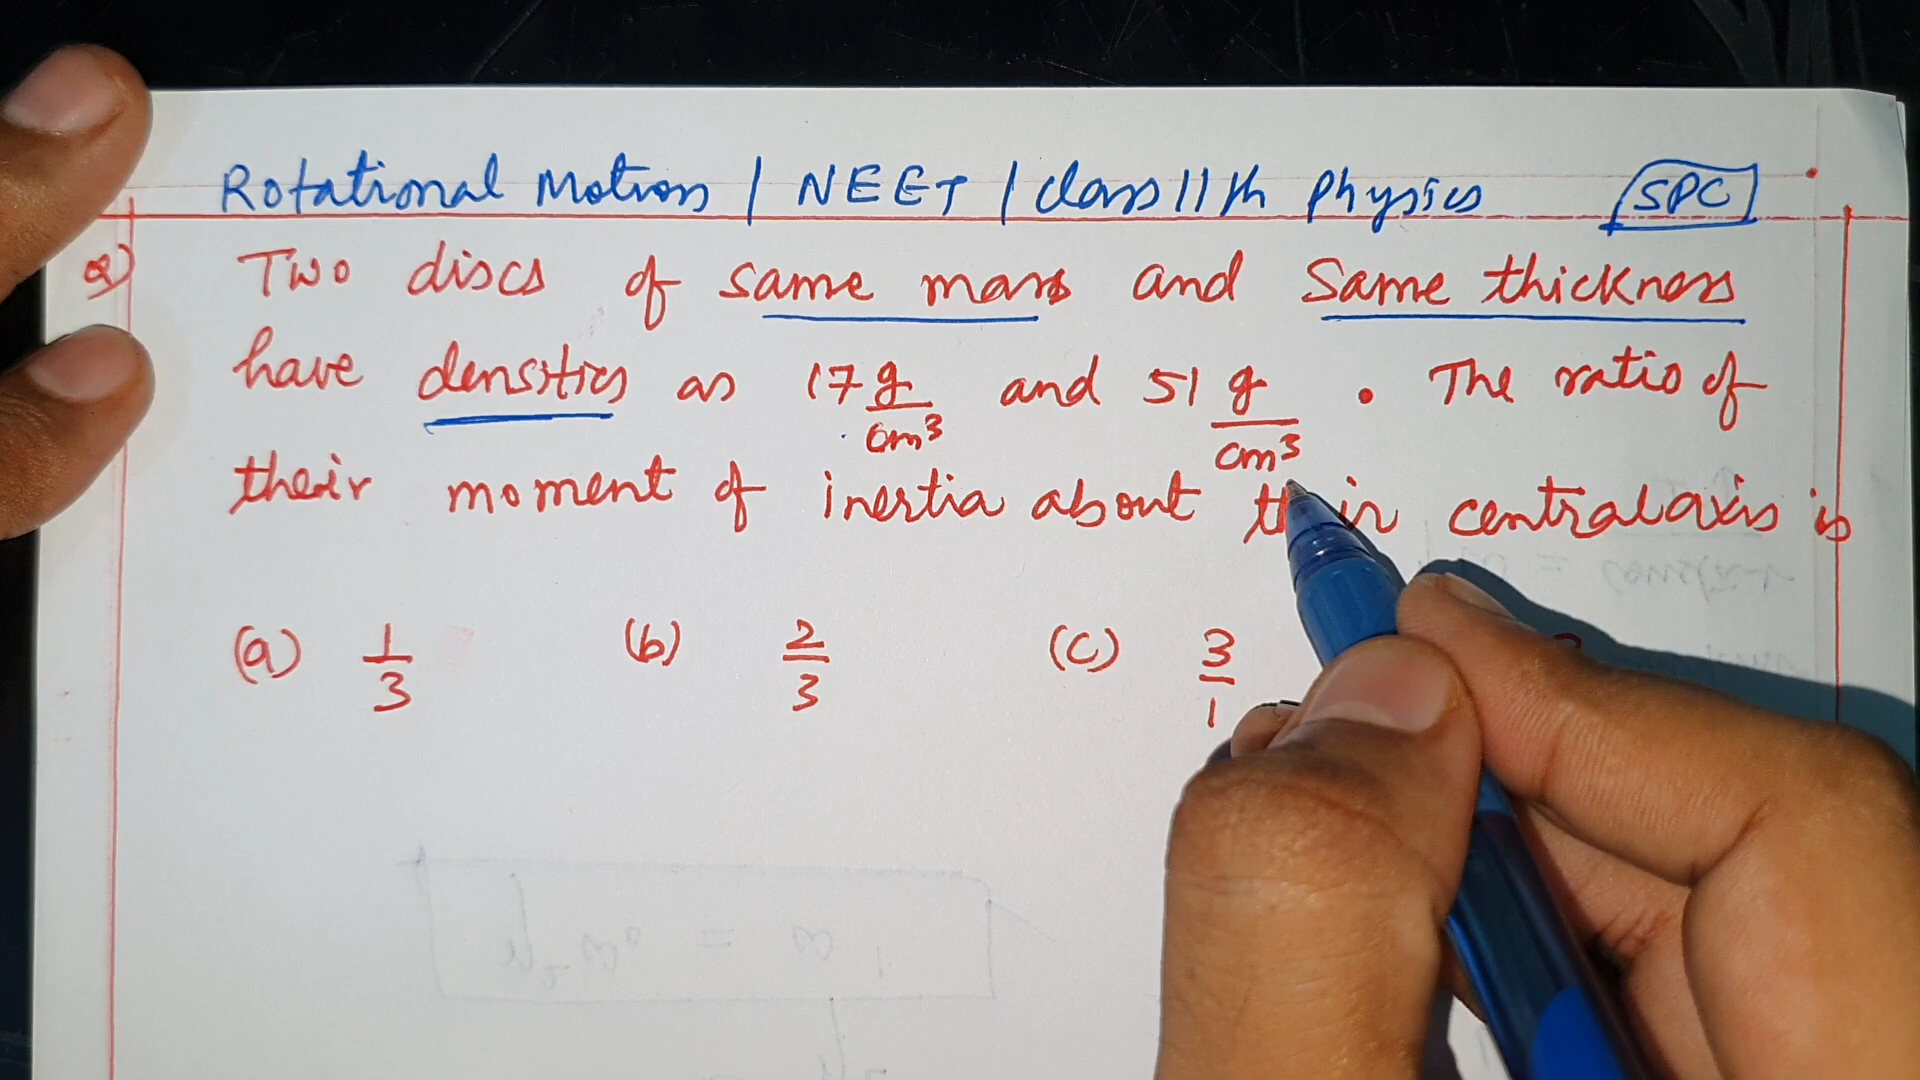 Rotational Motion | NEET | Class 11th Physics SPC
Q) Two discs of same mass and Same thickness
have densities as 17 g/cm³ and 51 g/cm³ . The ratio of
their moment of inertia about their central axis is
(a) 1/3 (b) 2/3 (c) 3/1